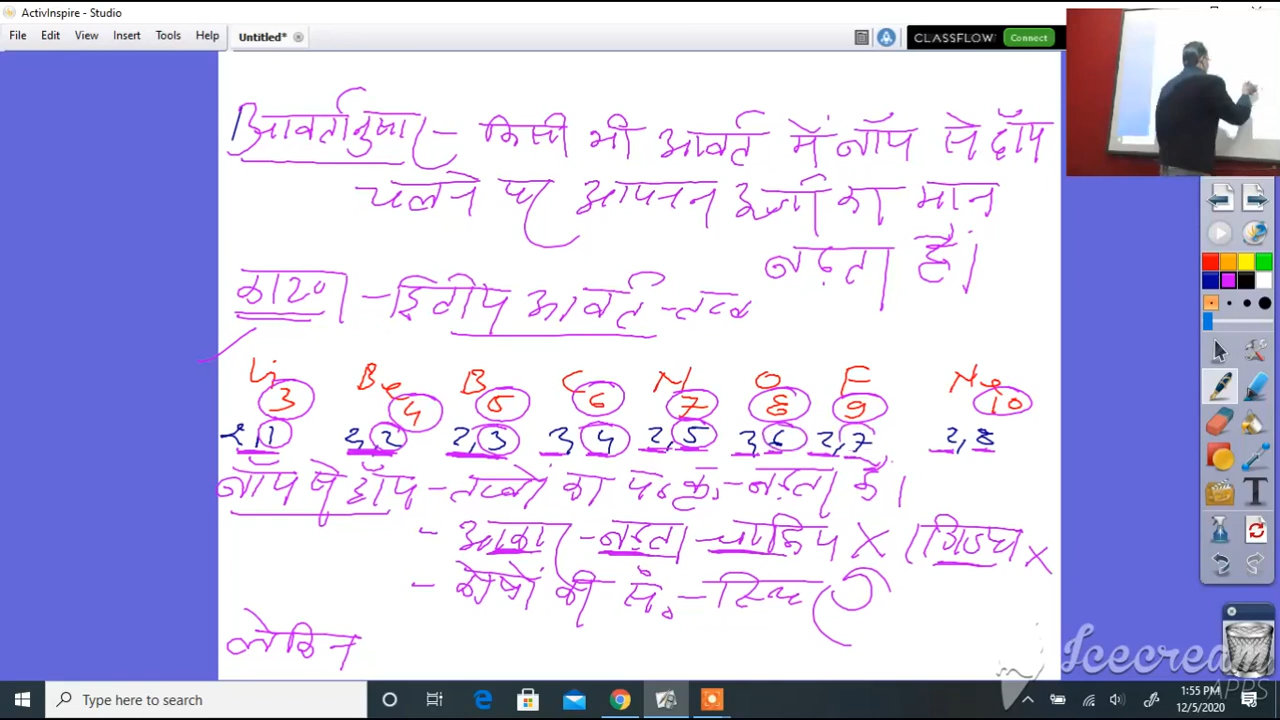 ActivInspire - Studio
File Edit View Insert Tools Help Untitled* CLASSFLOW Connect
आवर्तानुसार - किसी भी आवर्त में बाँए से दाँए
चलने पर आयनन ऊर्जा का मान
बढ़ता है।
कारण - द्वितीय आवर्त - तत्व
Li Be B C N O F Ne
3 4 5 6 7 8 9 10
2,1 2,2 2,3 2,4 2,5 2,6 2,7 2,8
बाँए से दाँए - तत्वों का प.क्र. - बढ़ता है।
- आकार - बढ़ता -
- कोषों की सं. - स्थिर
लेकिन
Icecream
APPS
Type here to search
1:55 PM
12/5/2020